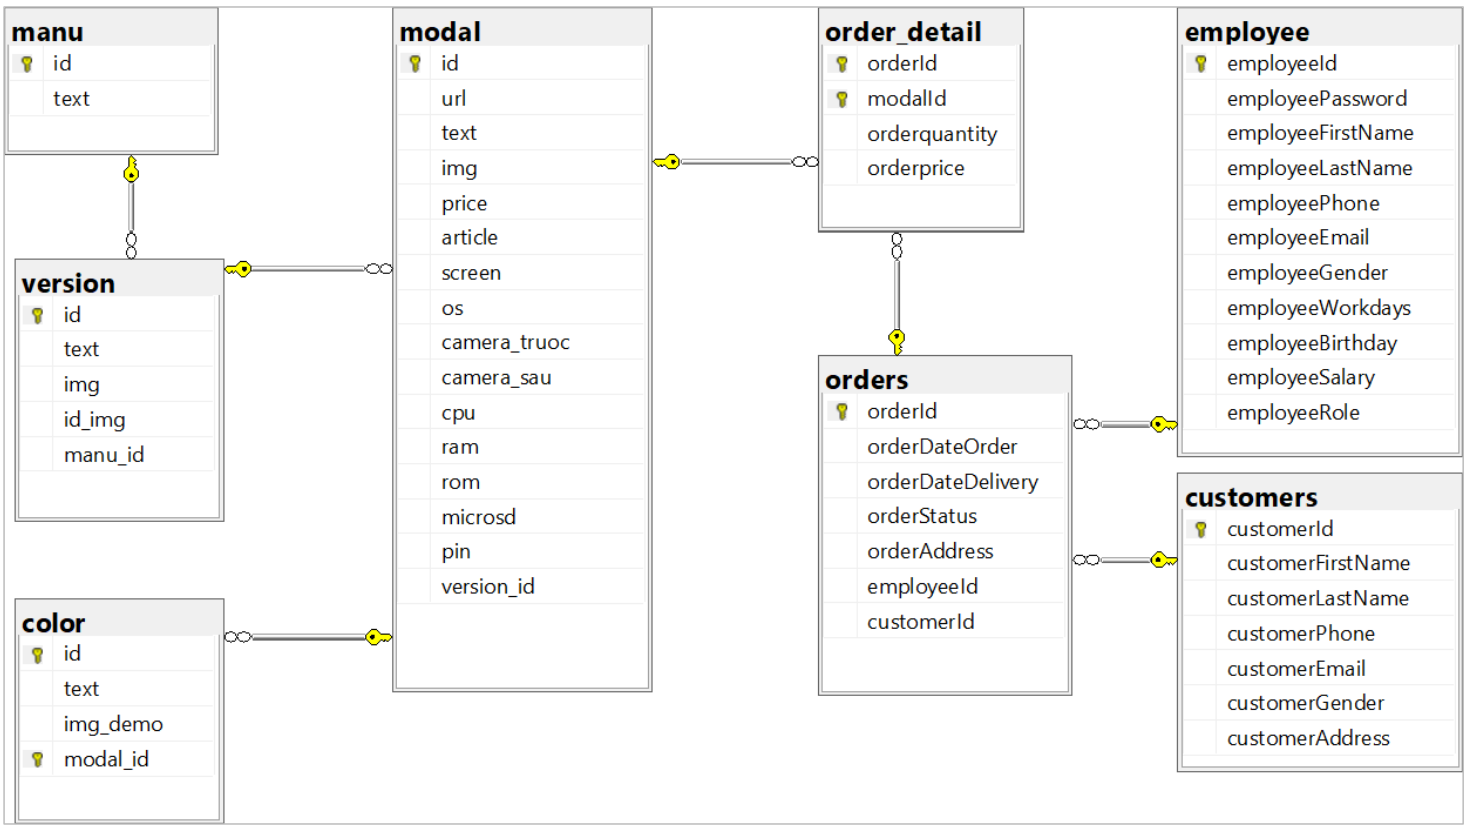 manu
id
text
version
id
text
img
id_img
manu_id
color
id
text
img_demo
modal_id
modal
id
url
text
img
price
article
screen
os
camera_truoc
camera_sau
cpu
ram
rom
microsd
pin
version_id
order_detail
orderId
modalId
orderquantity
orderprice
orders
orderId
orderDateOrder
orderDateDelivery
orderStatus
orderAddress
employeeId
customerId
employee
employeeId
employeePassword
employeeFirstName
employeeLastName
employeePhone
employeeEmail
employeeGender
employeeWorkdays
employeeBirthday
employeeSalary
employeeRole
customers
customerId
customerFirstName
customerLastName
customerPhone
customerEmail
customerGender
customerAddress